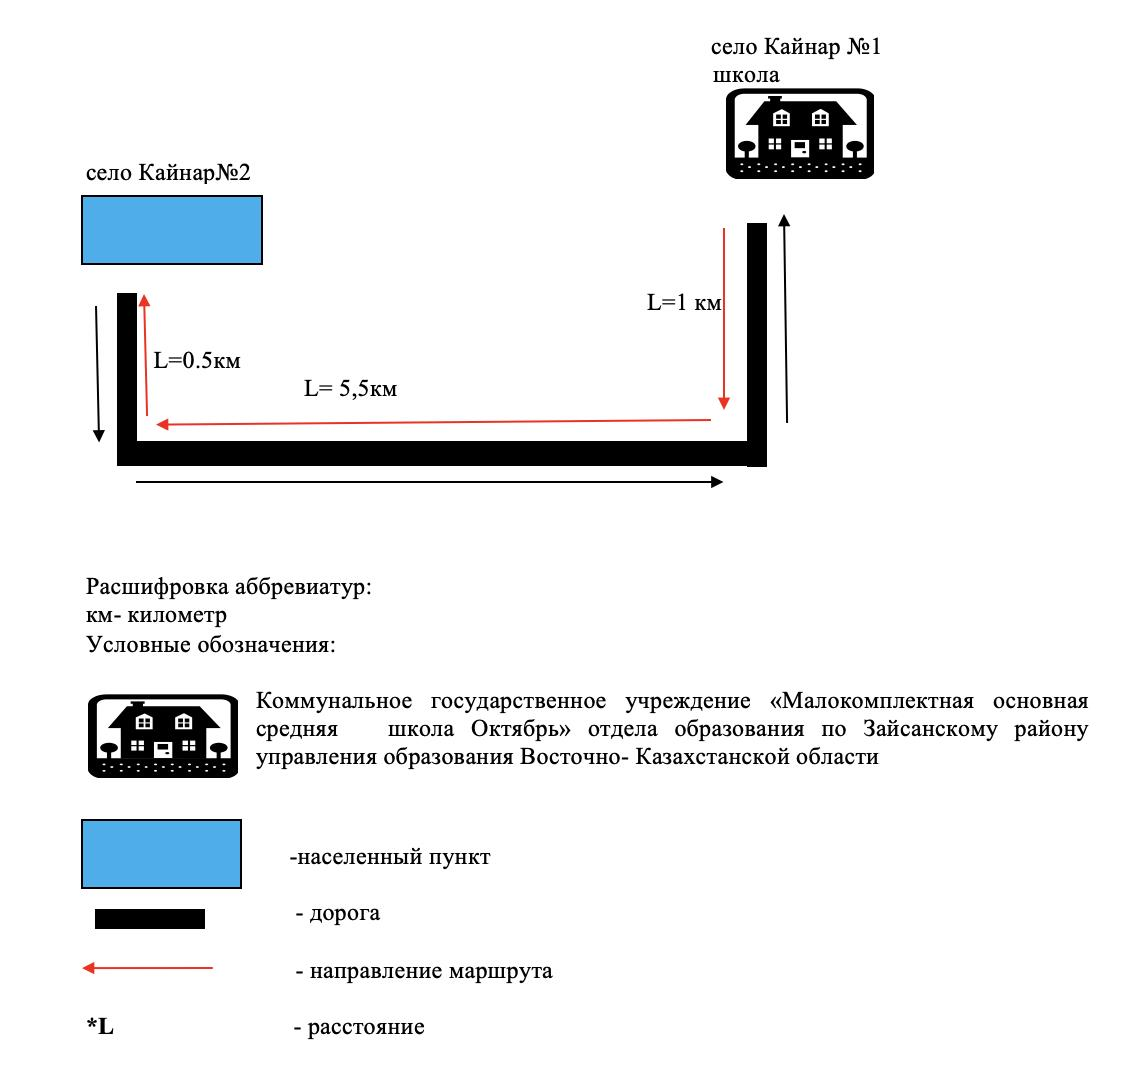 село Кайнар №1
школа
село Кайнар№2
L=1 км
L=0.5км
L= 5,5км
Расшифровка аббревиатур:
км- километр
Условные обозначения:
Коммунальное государственное учреждение «Малокомплектная основная
средняя школа Октябрь» отдела образования по Зайсанскому району
управления образования Восточно- Казахстанской области
-населенный пункт
- дорога
- направление маршрута
*L - расстояние